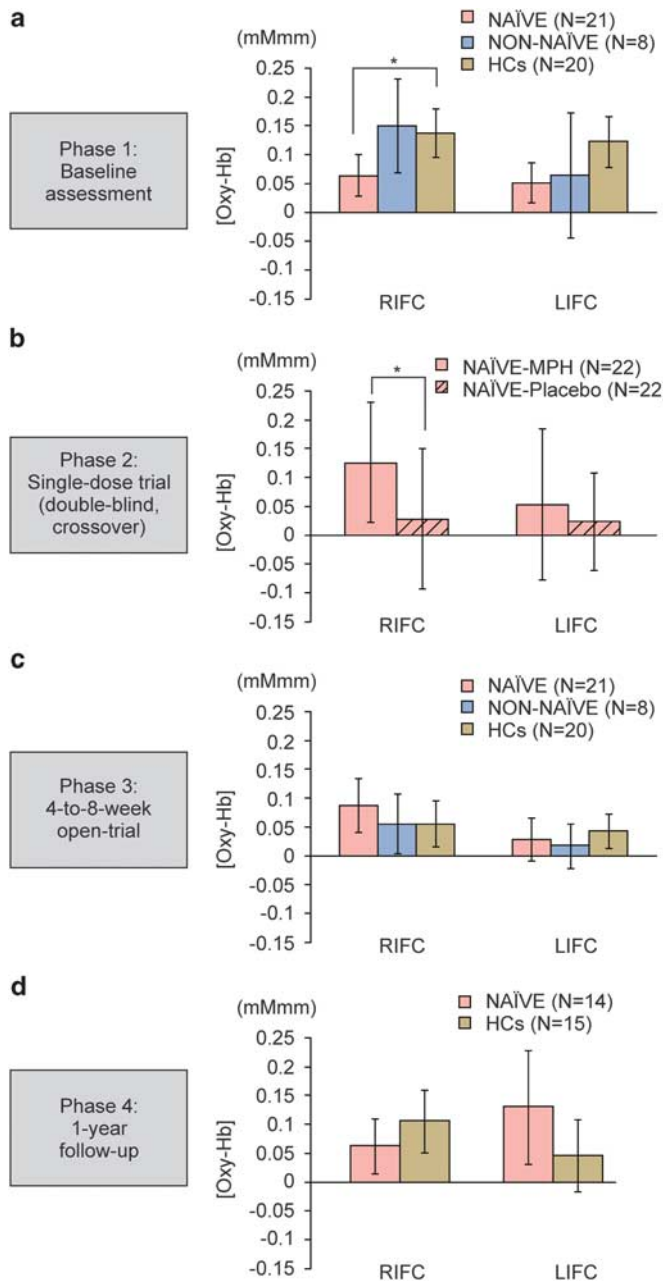 a
(mMmm)
NAÏVE (N=21)
NON-NAÏVE (N=8)
HCs (N=20)
Phase 1:
Baseline
assessment
[Oxy-Hb]
0.25
0.2
0.15
0.1
0.05
0
-0.05
-0.1
-0.15
*
RIFC
LIFC
b
(mMmm)
NAÏVE-MPH (N=22)
NAÏVE-Placebo (N=22
Phase 2:
Single-dose trial
(double-blind,
crossover)
[Oxy-Hb]
0.25
0.2
0.15
0.1
0.05
0
-0.05
-0.1
-0.15
*
RIFC
LIFC
c
(mMmm)
NAÏVE (N=21)
NON-NAÏVE (N=8)
HCs (N=20)
Phase 3:
4-to-8-week
open-trial
[Oxy-Hb]
0.25
0.2
0.15
0.1
0.05
0
-0.05
-0.1
-0.15
RIFC
LIFC
d
(mMmm)
NAÏVE (N=14)
HCs (N=15)
Phase 4:
1-year
follow-up
[Oxy-Hb]
0.25
0.2
0.15
0.1
0.05
0
-0.05
-0.1
-0.15
RIFC
LIFC